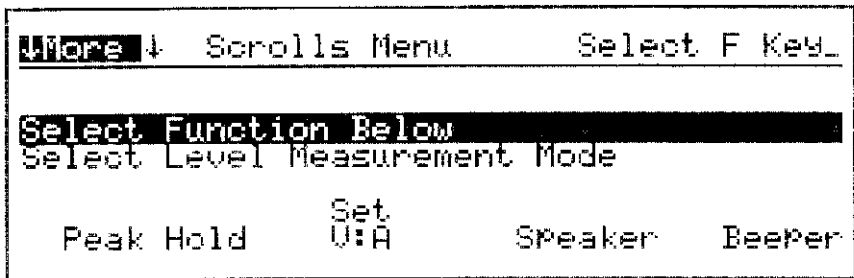 ↓More ↓ Scrolls Menu Select F Key_
Select Function Below
Select Level Measurement Mode
Set
Peak Hold V:A Speaker Beeper